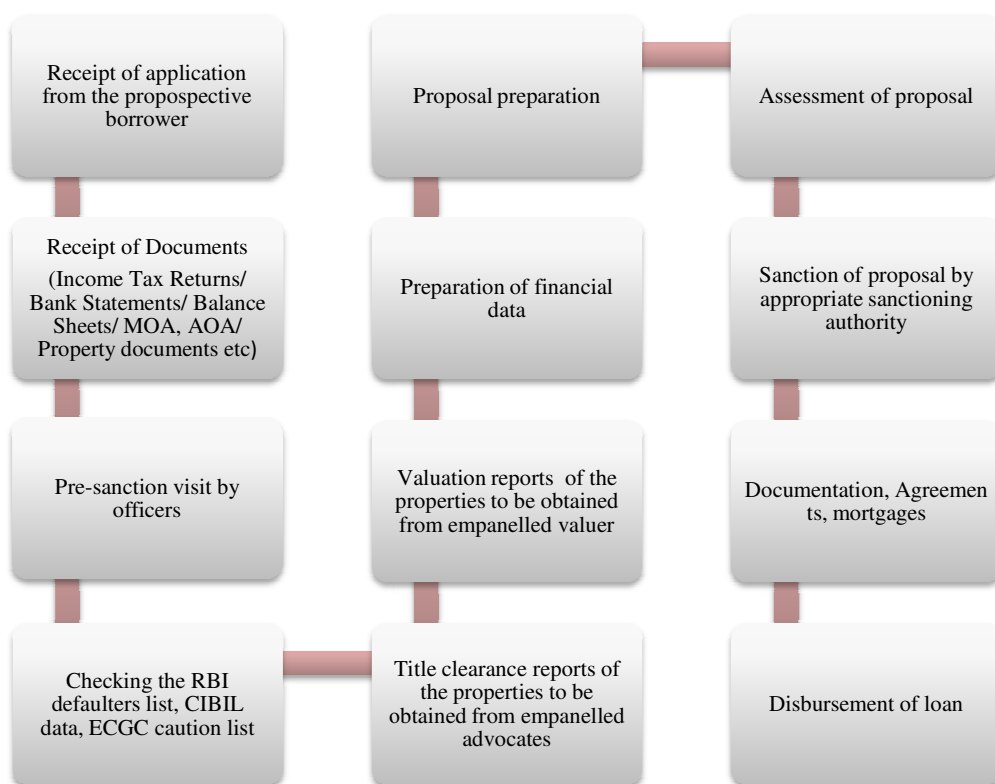 Receipt of application
from the propospective
borrower
Receipt of Documents
(Income Tax Returns/
Bank Statements/ Balance
Sheets/ MOA, AOA/
Property documents etc)
Pre-sanction visit by
officers
Checking the RBI
defaulters list, CIBIL
data, ECGC caution list
Title clearance reports of
the properties to be
obtained from empanelled
advocates
Valuation reports of the
properties to be obtained
from empanelled valuer
Preparation of financial
data
Proposal preparation
Assessment of proposal
Sanction of proposal by
appropriate sanctioning
authority
Documentation, Agreemen
ts, mortgages
Disbursement of loan